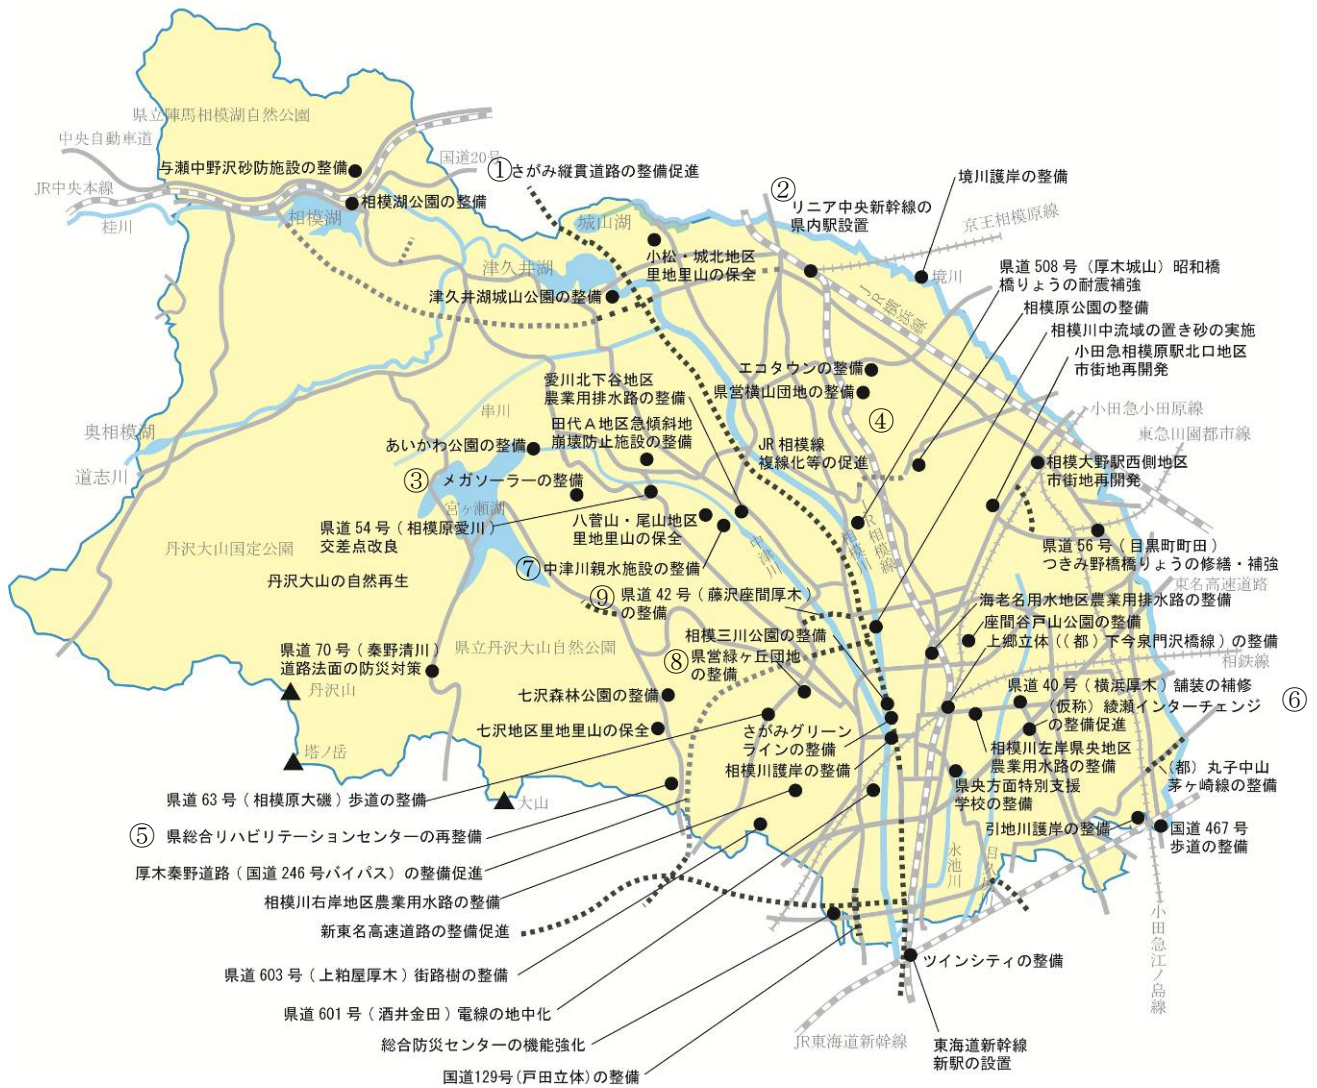 県立陣馬相模湖自然公園
中央自動車道
与瀬中野沢砂防施設の整備
国道20号
①さがみ縦貫道路の整備促進
JR中央本線
相模湖公園の整備
相模湖
桂川
城山湖
②
リニア中央新幹線の
県内駅設置
境川護岸の整備
京王相模原線
小松・城北地区
里地里山の保全
津久井湖
津久井湖城山公園の整備
境川
JR横浜線
県道508号(厚木城山)昭和橋
橋りょうの耐震補強
相模原公園の整備
相模川中流域の置き砂の実施
小田急相模原駅北口地区
市街地再開発
エコタウンの整備
県営横山団地の整備
④
愛川北下谷地区
農業用排水路の整備
串川
田代A地区急傾斜地
崩壊防止施設の整備
小田急小田原線
東急田園都市線
奥相模湖
道志川
あいかわ公園の整備
JR相模線
複線化等の促進
相模大野駅西側地区
市街地再開発
③
メガソーラーの整備
宮ヶ瀬湖
県道54号(相模原愛川)
交差点改良
八菅山・尾山地区
里地里山の保全
中津川
相模川
JR相模線
県道56号(目黒町町田)
つきみ野橋橋りょうの修繕・補強
丹沢大山国定公園
丹沢大山の自然再生
⑦中津川親水施設の整備
東名高速道路
⑨県道42号(藤沢座間厚木)
の整備
海老名用水地区農業用排水路の整備
座間谷戸山公園の整備
相模三川公園の整備
上郷立体((都)下今泉門沢橋線)の整備
県道70号(秦野清川)
道路法面の防災対策
県立丹沢大山自然公園
⑧県営緑ヶ丘団地
の整備
相鉄線
丹沢山
七沢森林公園の整備
県道40号(横浜厚木)舗装の補修
(仮称)綾瀬インターチェンジ
の整備促進
⑥
七沢地区里地里山の保全
さがみグリーン
ラインの整備
相模川左岸県央地区
農業用水路の整備
塔ノ岳
相模川護岸の整備
(都)丸子中山
茅ヶ崎線の整備
県央方面特別支援
学校の整備
大山
県道63号(相模原大磯)歩道の整備
⑤県総合リハビリテーションセンターの再整備
引地川護岸の整備
国道467号
歩道の整備
永池川
目久
厚木秦野道路(国道246号バイパス)の整備促進
相模川右岸地区農業用水路の整備
新東名高速道路の整備促進
小田急江ノ島線
県道603号(上粕屋厚木)街路樹の整備
ツインシティの整備
県道601号(酒井金田)電線の地中化
総合防災センターの機能強化
JR東海道新幹線
東海道新幹線
新駅の設置
国道129号(戸田立体)の整備